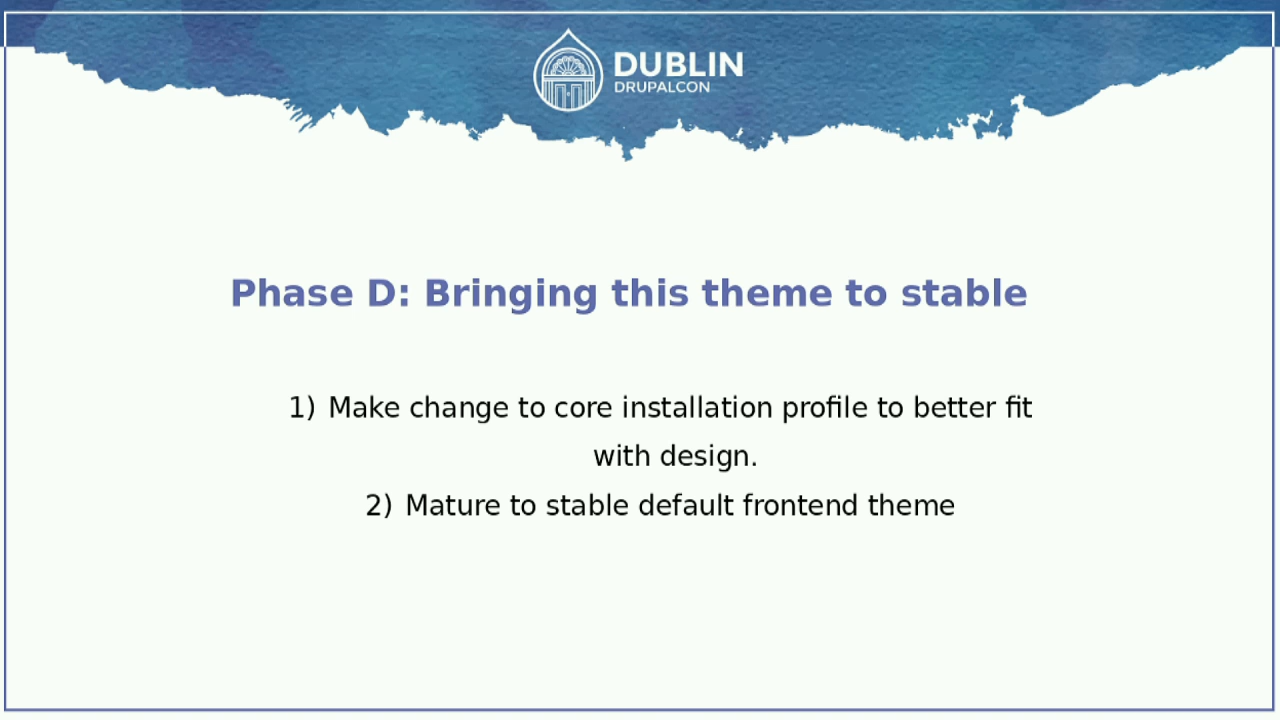 DUBLIN
DRUPALCON
Phase D: Bringing this theme to stable
1) Make change to core installation profile to better fit
with design.
2) Mature to stable default frontend theme